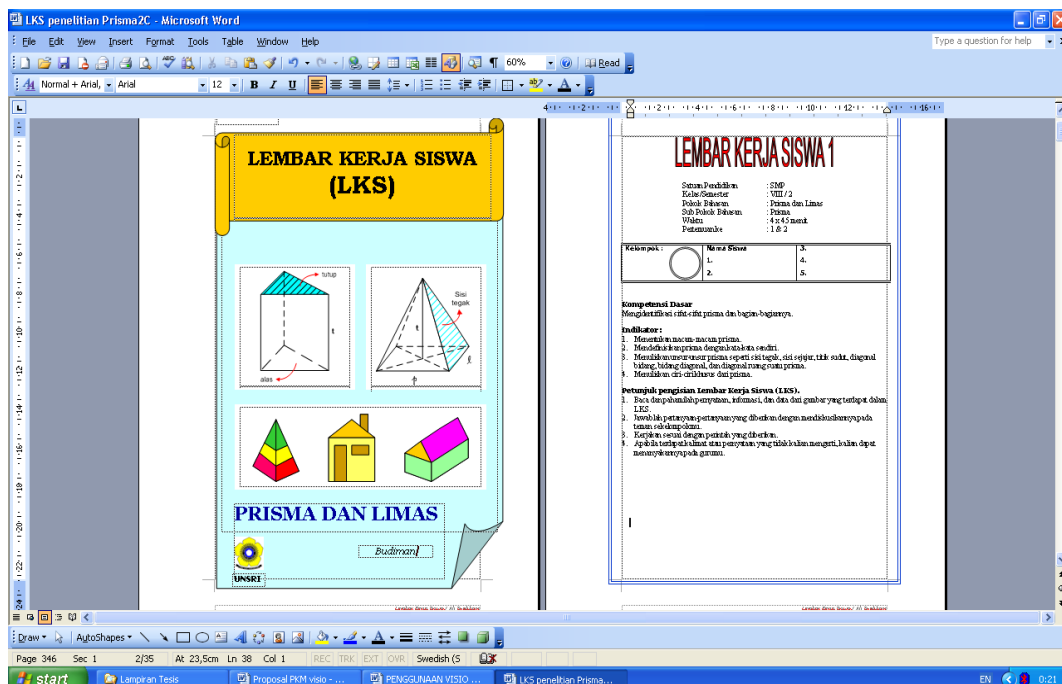 LKS penelitian Prisma2C - Microsoft Word
File Edit View Insert Format Tools Table Window Help
Type a question for help
60% Read
Normal + Arial, Arial 12 B I U
LEMBAR KERJA SISWA
(LKS)
tutup
t
alas
Sisi
tegak
t
ℓ
p
PRISMA DAN LIMAS
Budiman
UNSRI
LEMBAR KERJA SISWA 1
Satuan Pendidikan : SMP
Kelas/Semester : VIII / 2
Pokok Bahasan : Prisma dan Limas
Sub Pokok Bahasan : Prisma
Waktu : 4 x 45 menit
Pertemuan ke : 1 & 2
Kelompok : Nama Siswa 3.
1. 4.
2. 5.
Kompetensi Dasar
Mengidentifikasi sifat-sifat prisma dan bagian-bagiannya.
Indikator :
1. Menentukan macam-macam prisma.
2. Mendefinisikan prisma dengan kata-kata sendiri.
3. Menuliskan unsur-unsur prisma seperti sisi tegak, sisi sejajar, titik sudut, diagonal
bidang, bidang diagonal, dan diagonal ruang suatu prisma.
4. Menuliskan ciri-ciri khusus dari prisma.
Petunjuk pengisian Lembar Kerja Siswa (LKS).
1. Baca dan pahamilah pernyataan, informasi, dan data dari gambar yang terdapat dalam
LKS.
2. Jawablah pertanyaan-pertanyaan yang diberikan dengan mendiskusikannya pada
teman sekelompokmu.
3. Kerjakan sesuai dengan perintah yang diberikan.
4. Apabila terdapat kalimat atau pernyataan yang tidak kalian mengerti, kalian dapat
menanyakannya pada gurumu.
Draw AutoShapes
Page 346 Sec 1 2/35 At 23,5cm Ln 38 Col 1 REC TRK EXT OVR Swedish (S
start Lampiran Tesis Proposal PKM visio - ... PENGGUNAAN VISIO ... LKS penelitian Prisma... EN 0:21